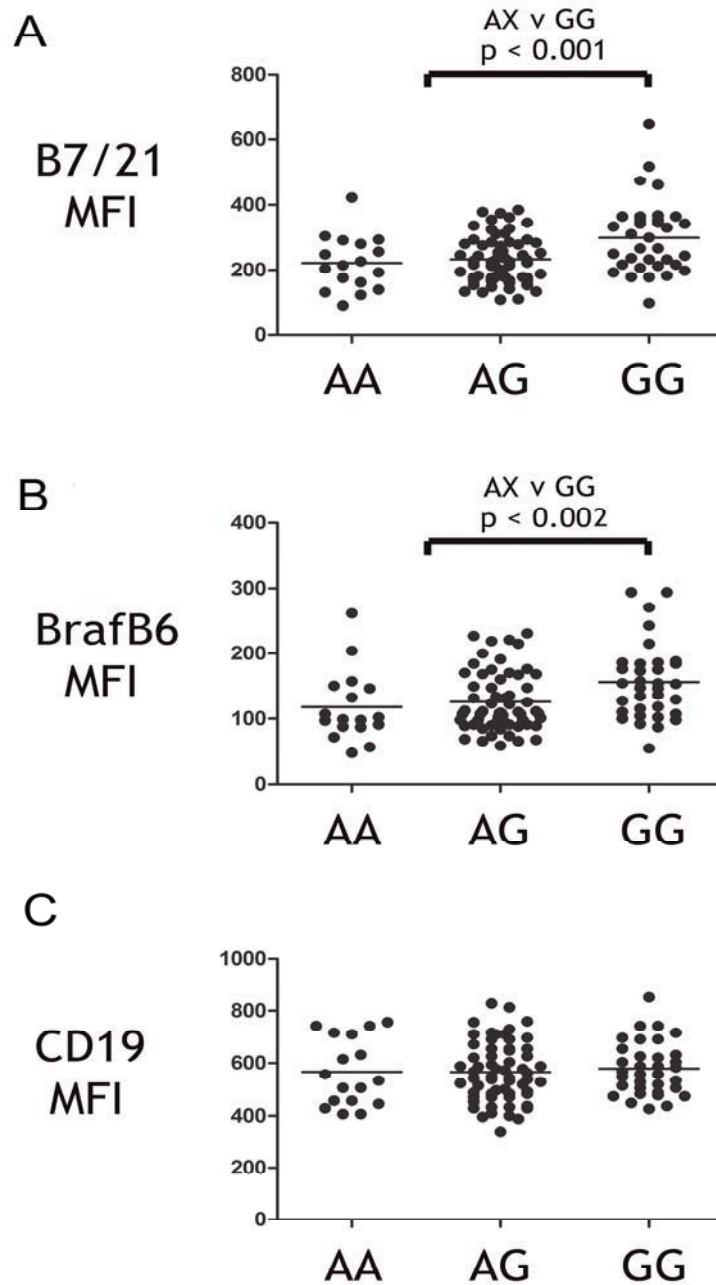 A
AX v GG
p < 0.001
B7/21
MFI
800
600
400
200
0
AA AG GG
B
AX v GG
p < 0.002
BrafB6
MFI
400
300
200
100
0
AA AG GG
C
CD19
MFI
1000
800
600
400
200
0
AA AG GG